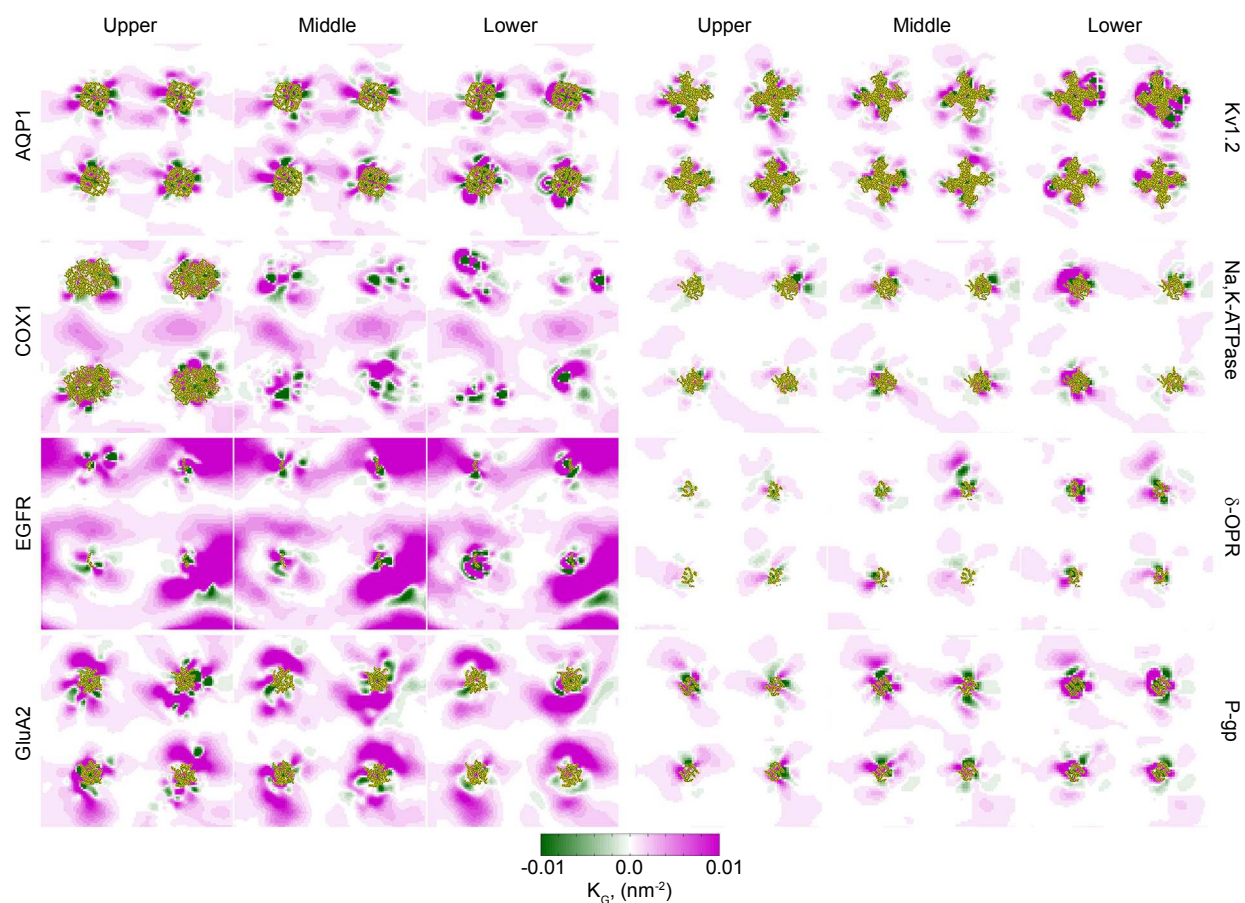 Upper Middle Lower Upper Middle Lower
AQP1
Kv1.2
COX1
Na,K-ATPase
EGFR
δ-OPR
GluA2
P-gp
-0.01 0.0 0.01
K_G, (nm⁻²)